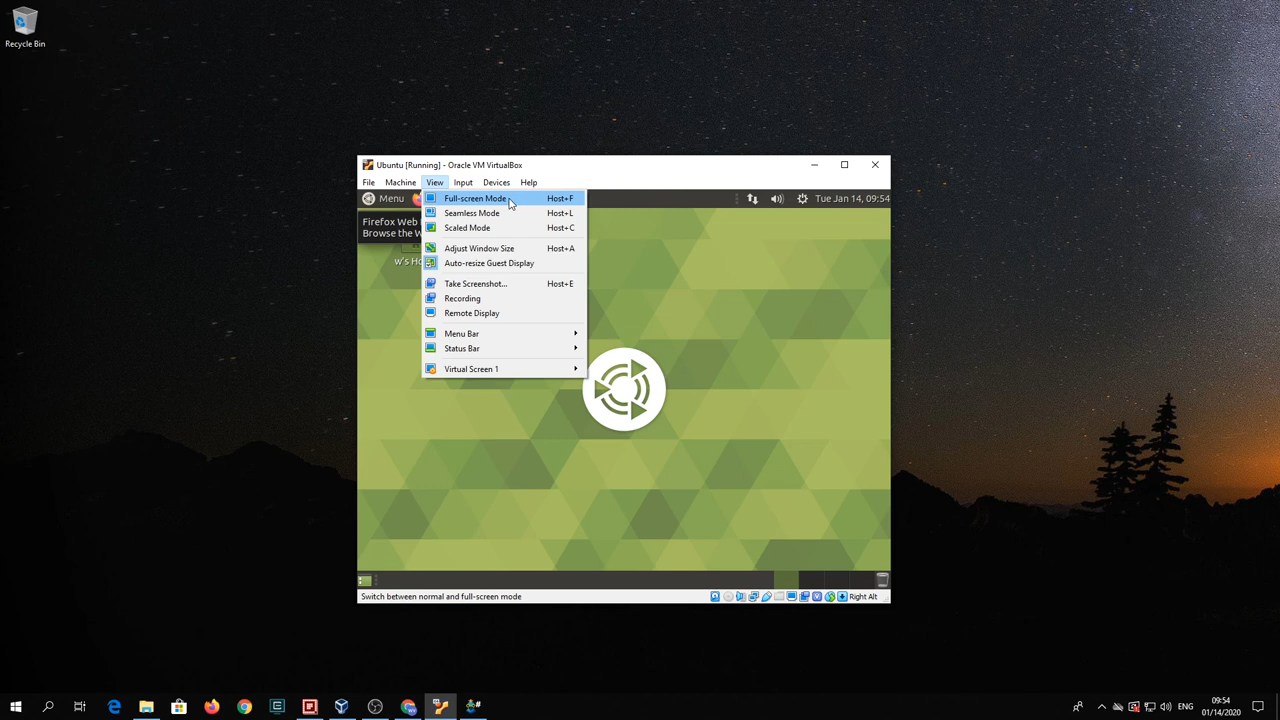 Recycle Bin
Ubuntu [Running] - Oracle VM VirtualBox
File Machine View Input Devices Help
Menu
Tue Jan 14, 09:54
Firefox Web
Browse the W
w's Ho
Full-screen Mode Host+F
Seamless Mode Host+L
Scaled Mode Host+C
Adjust Window Size Host+A
Auto-resize Guest Display
Take Screenshot... Host+E
Recording
Remote Display
Menu Bar
Status Bar
Virtual Screen 1
Switch between normal and full-screen mode
Right Alt
ENG
09:54
01/14/2020